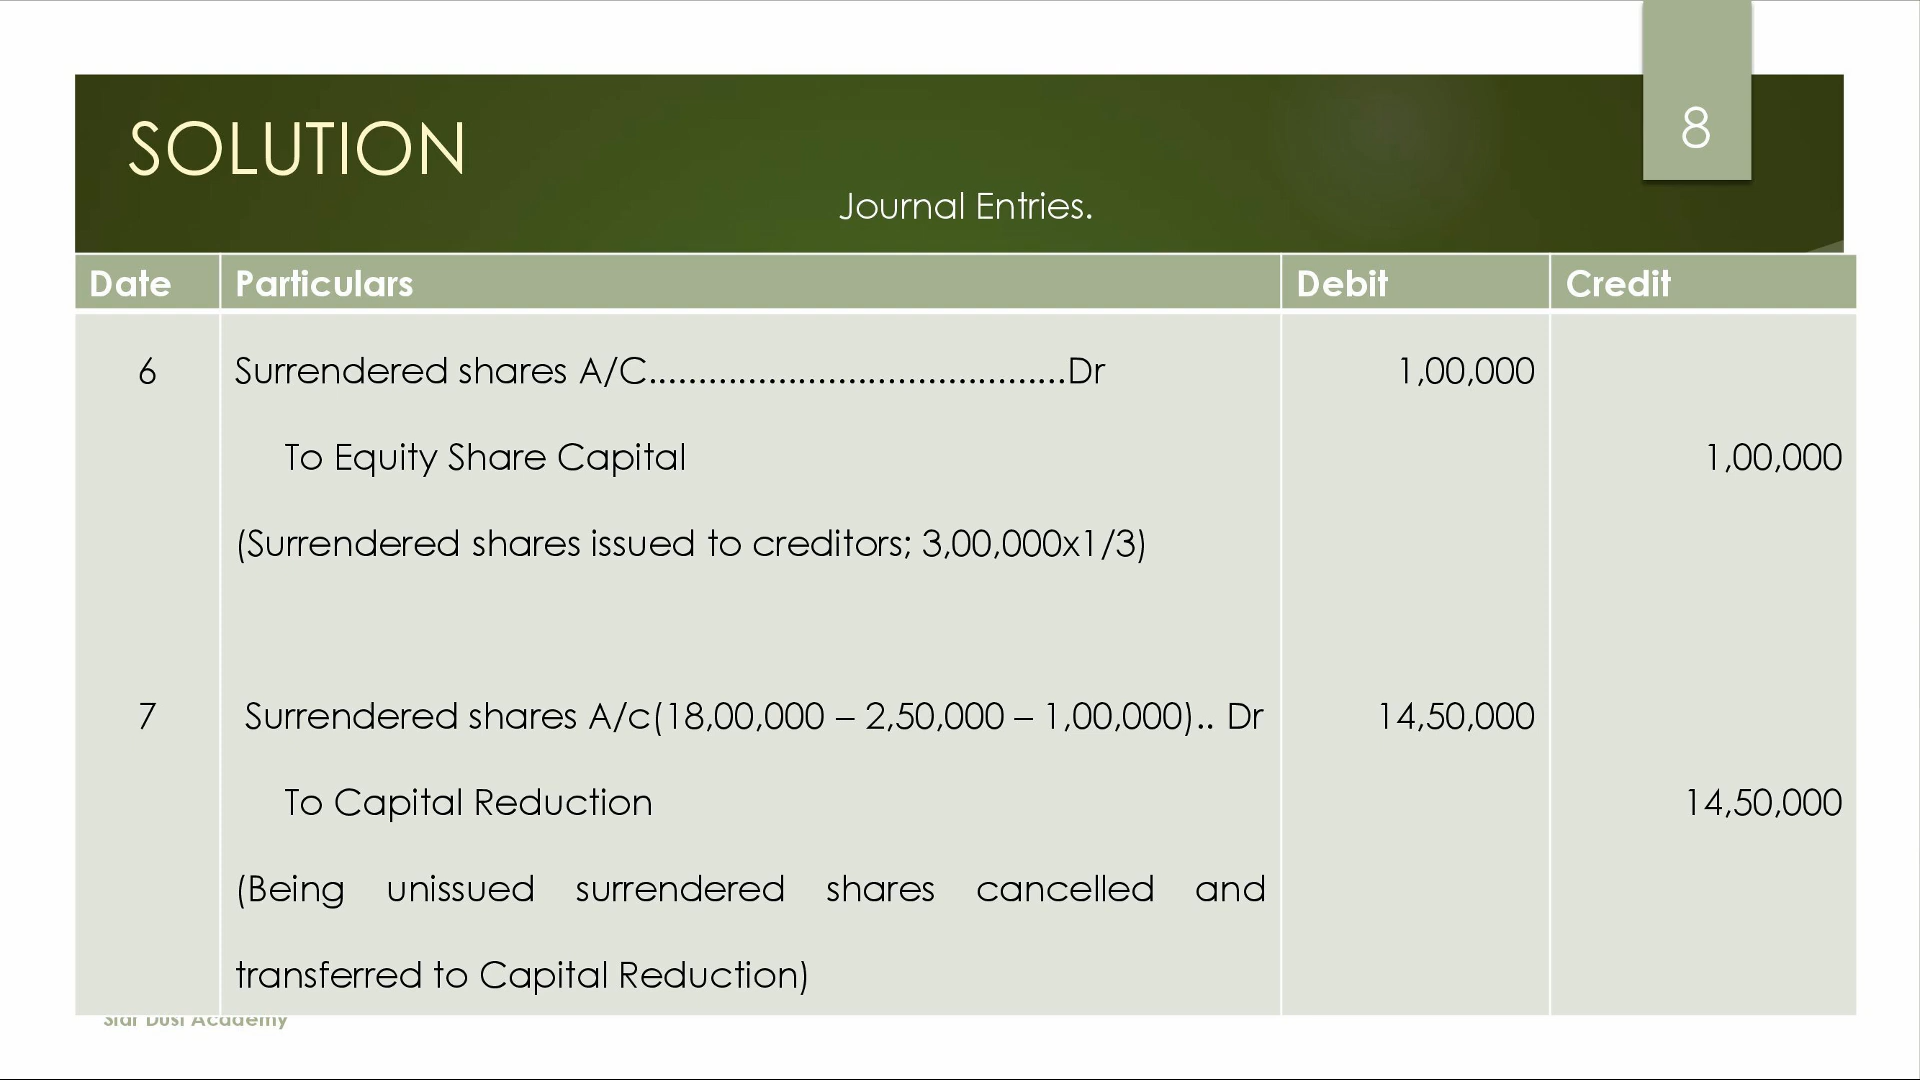 8
SOLUTION
Journal Entries.
Date Particulars Debit Credit
6 Surrendered shares A/C..........................................Dr 1,00,000
To Equity Share Capital 1,00,000
(Surrendered shares issued to creditors; 3,00,000x1/3)
7 Surrendered shares A/c(18,00,000 – 2,50,000 – 1,00,000).. Dr 14,50,000
To Capital Reduction 14,50,000
(Being unissued surrendered shares cancelled and
transferred to Capital Reduction)
Star Dust Academy